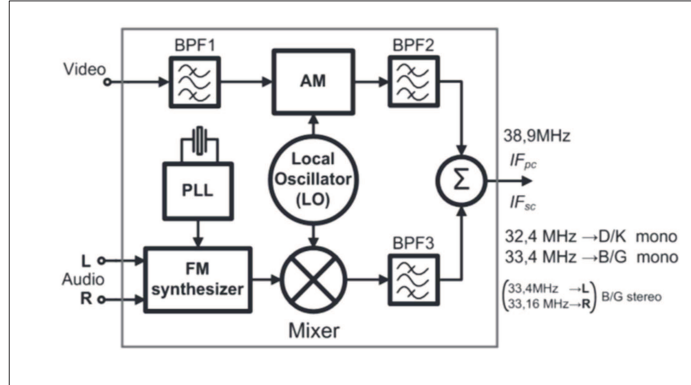 BPF1
BPF2
Video
AM
38,9MHz
IFpc
Local
Oscillator
(LO)
Σ
PLL
IFsc
BPF3
32,4 MHz →D/K mono
33,4 MHz →B/G mono
L
Audio
R
FM
synthesizer
(33,4MHz →L
33,16 MHz→R) B/G stereo
Mixer